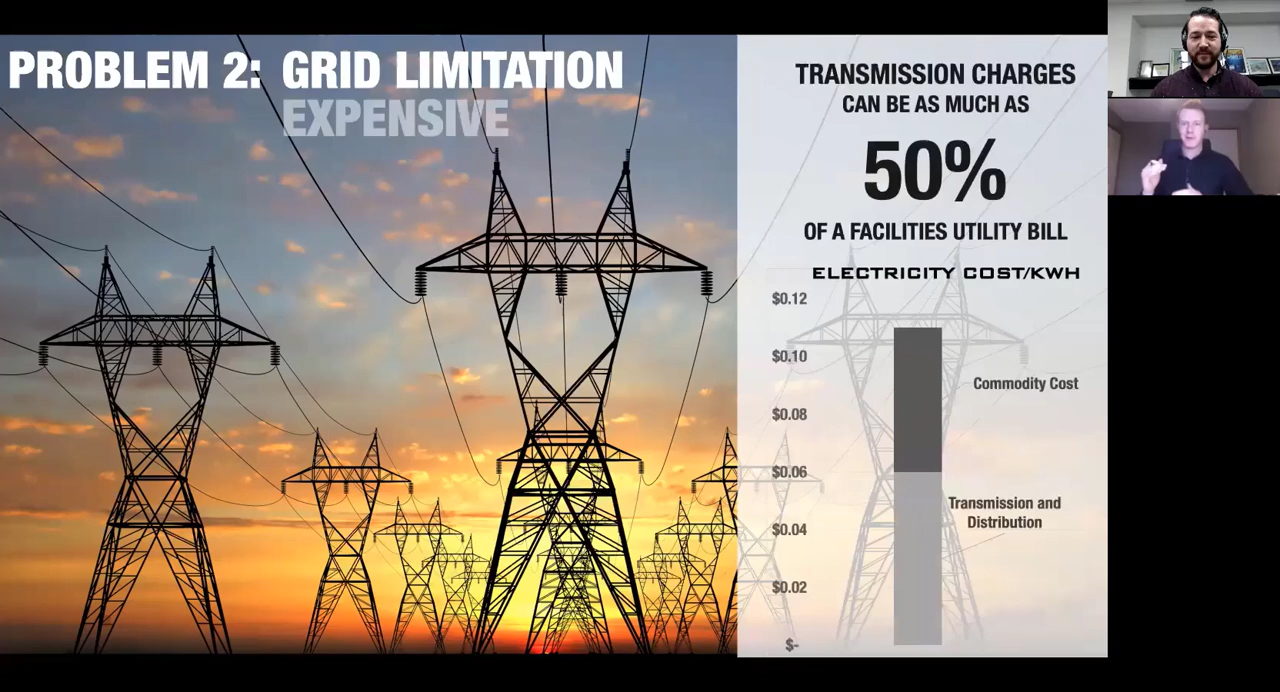 PROBLEM 2: GRID LIMITATION
EXPENSIVE
TRANSMISSION CHARGES
CAN BE AS MUCH AS
50%
OF A FACILITIES UTILITY BILL
ELECTRICITY COST/KWH
$0.12
$0.10
Commodity Cost
$0.08
$0.06
Transmission and
Distribution
$0.04
$0.02
$-